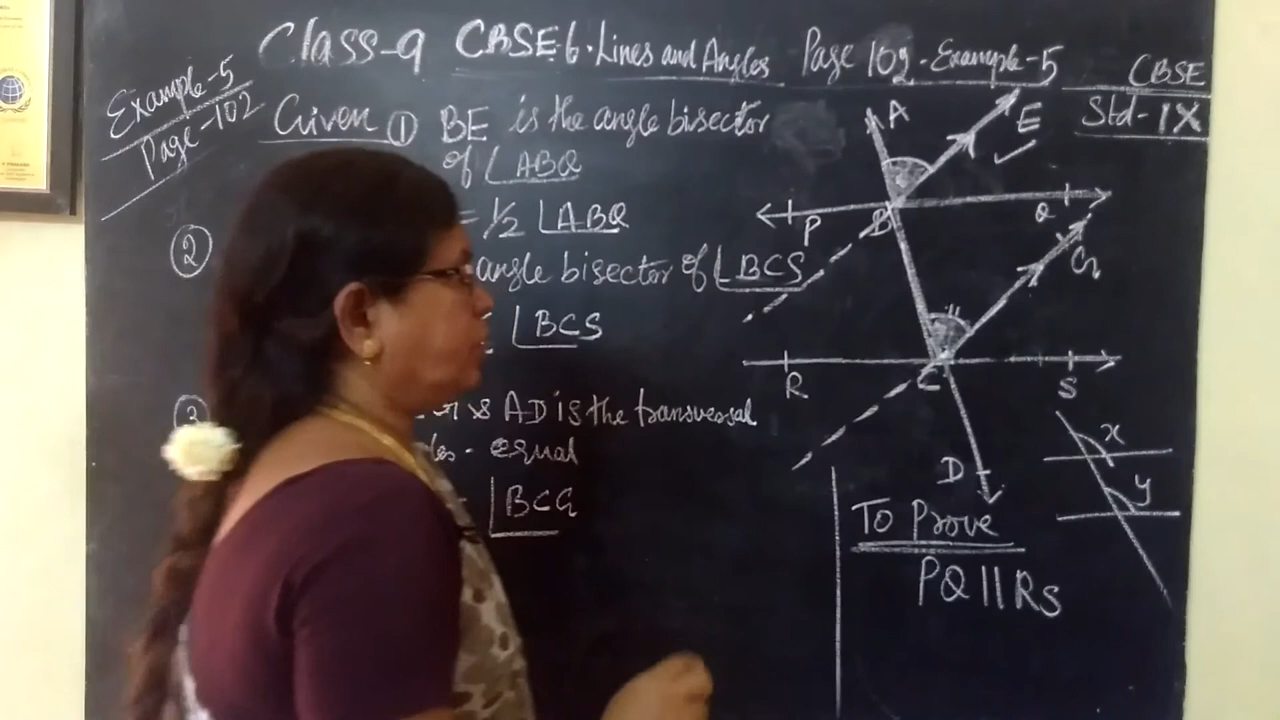 Class-9 CBSE-6. Lines and Angles Page 102-Example-5
CBSE
Std-IX
Example-5
Page-102
Given ① BE is the angle bisector
of ∠ABQ
= 1/2 ∠ABQ
② angle bisector of ∠BCS
∠BCS
③ AD is the transversal
- equal
∠BCG
A
E
P
B
Q
G
R
C
S
D
x
y
To Prove
PQ || RS